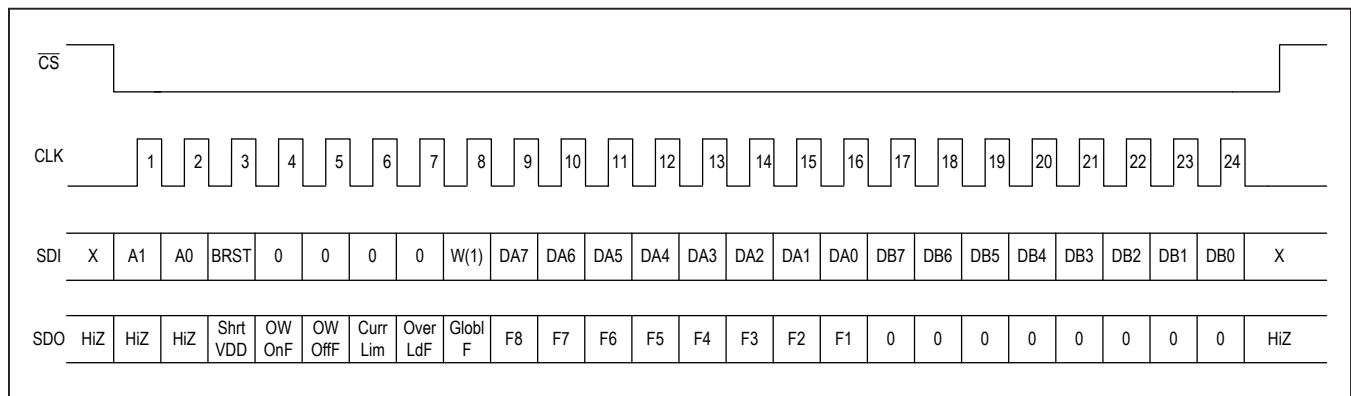 CS
CLK 1 2 3 4 5 6 7 8 9 10 11 12 13 14 15 16 17 18 19 20 21 22 23 24
SDI X A1 A0 BRST 0 0 0 0 W(1) DA7 DA6 DA5 DA4 DA3 DA2 DA1 DA0 DB7 DB6 DB5 DB4 DB3 DB2 DB1 DB0 X
SDO HiZ HiZ HiZ Shrt VDD OW OnF OW OffF Curr Lim Over LdF Globl F F8 F7 F6 F5 F4 F3 F2 F1 0 0 0 0 0 0 0 0 HiZ